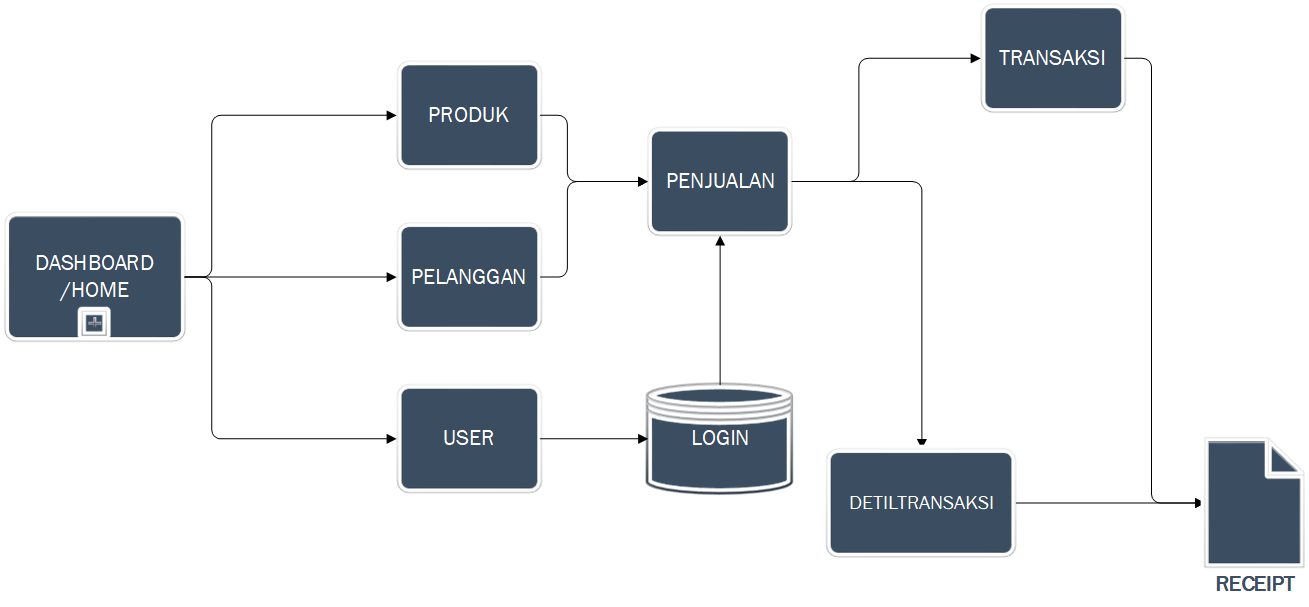 DASHBOARD
/HOME
PRODUK
PELANGGAN
USER
PENJUALAN
LOGIN
TRANSAKSI
DETILTRANSAKSI
RECEIPT